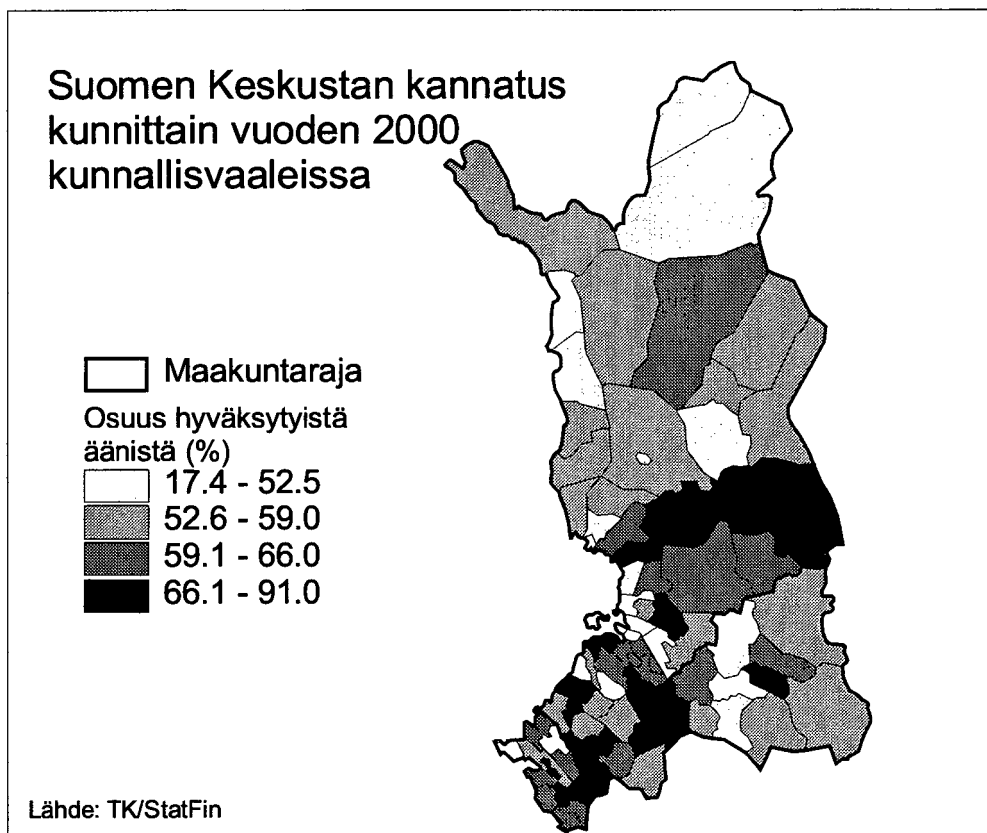 Suomen Keskustan kannatus
kunnittain vuoden 2000
kunnallisvaaleissa
Maakuntaraja
Osuus hyväksytyistä
äänistä (%)
17.4 - 52.5
52.6 - 59.0
59.1 - 66.0
66.1 - 91.0
Lähde: TK/StatFin